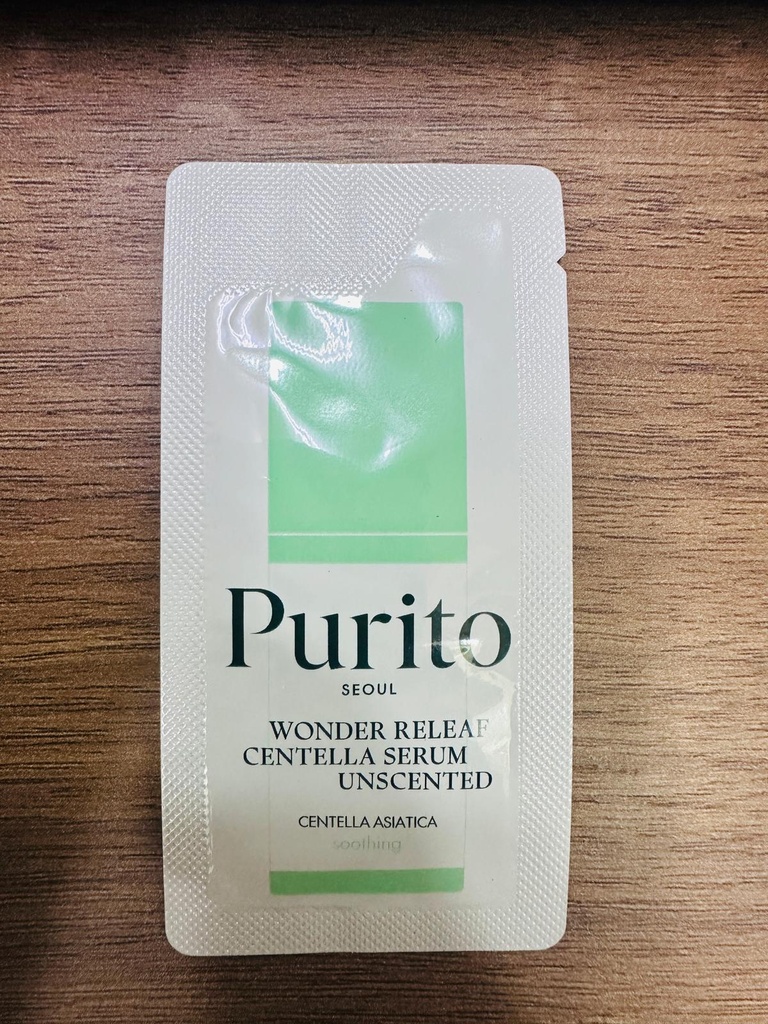 Purito
SEOUL
WONDER RELEAF
CENTELLA SERUM
UNSCENTED
CENTELLA ASIATICA
soothing